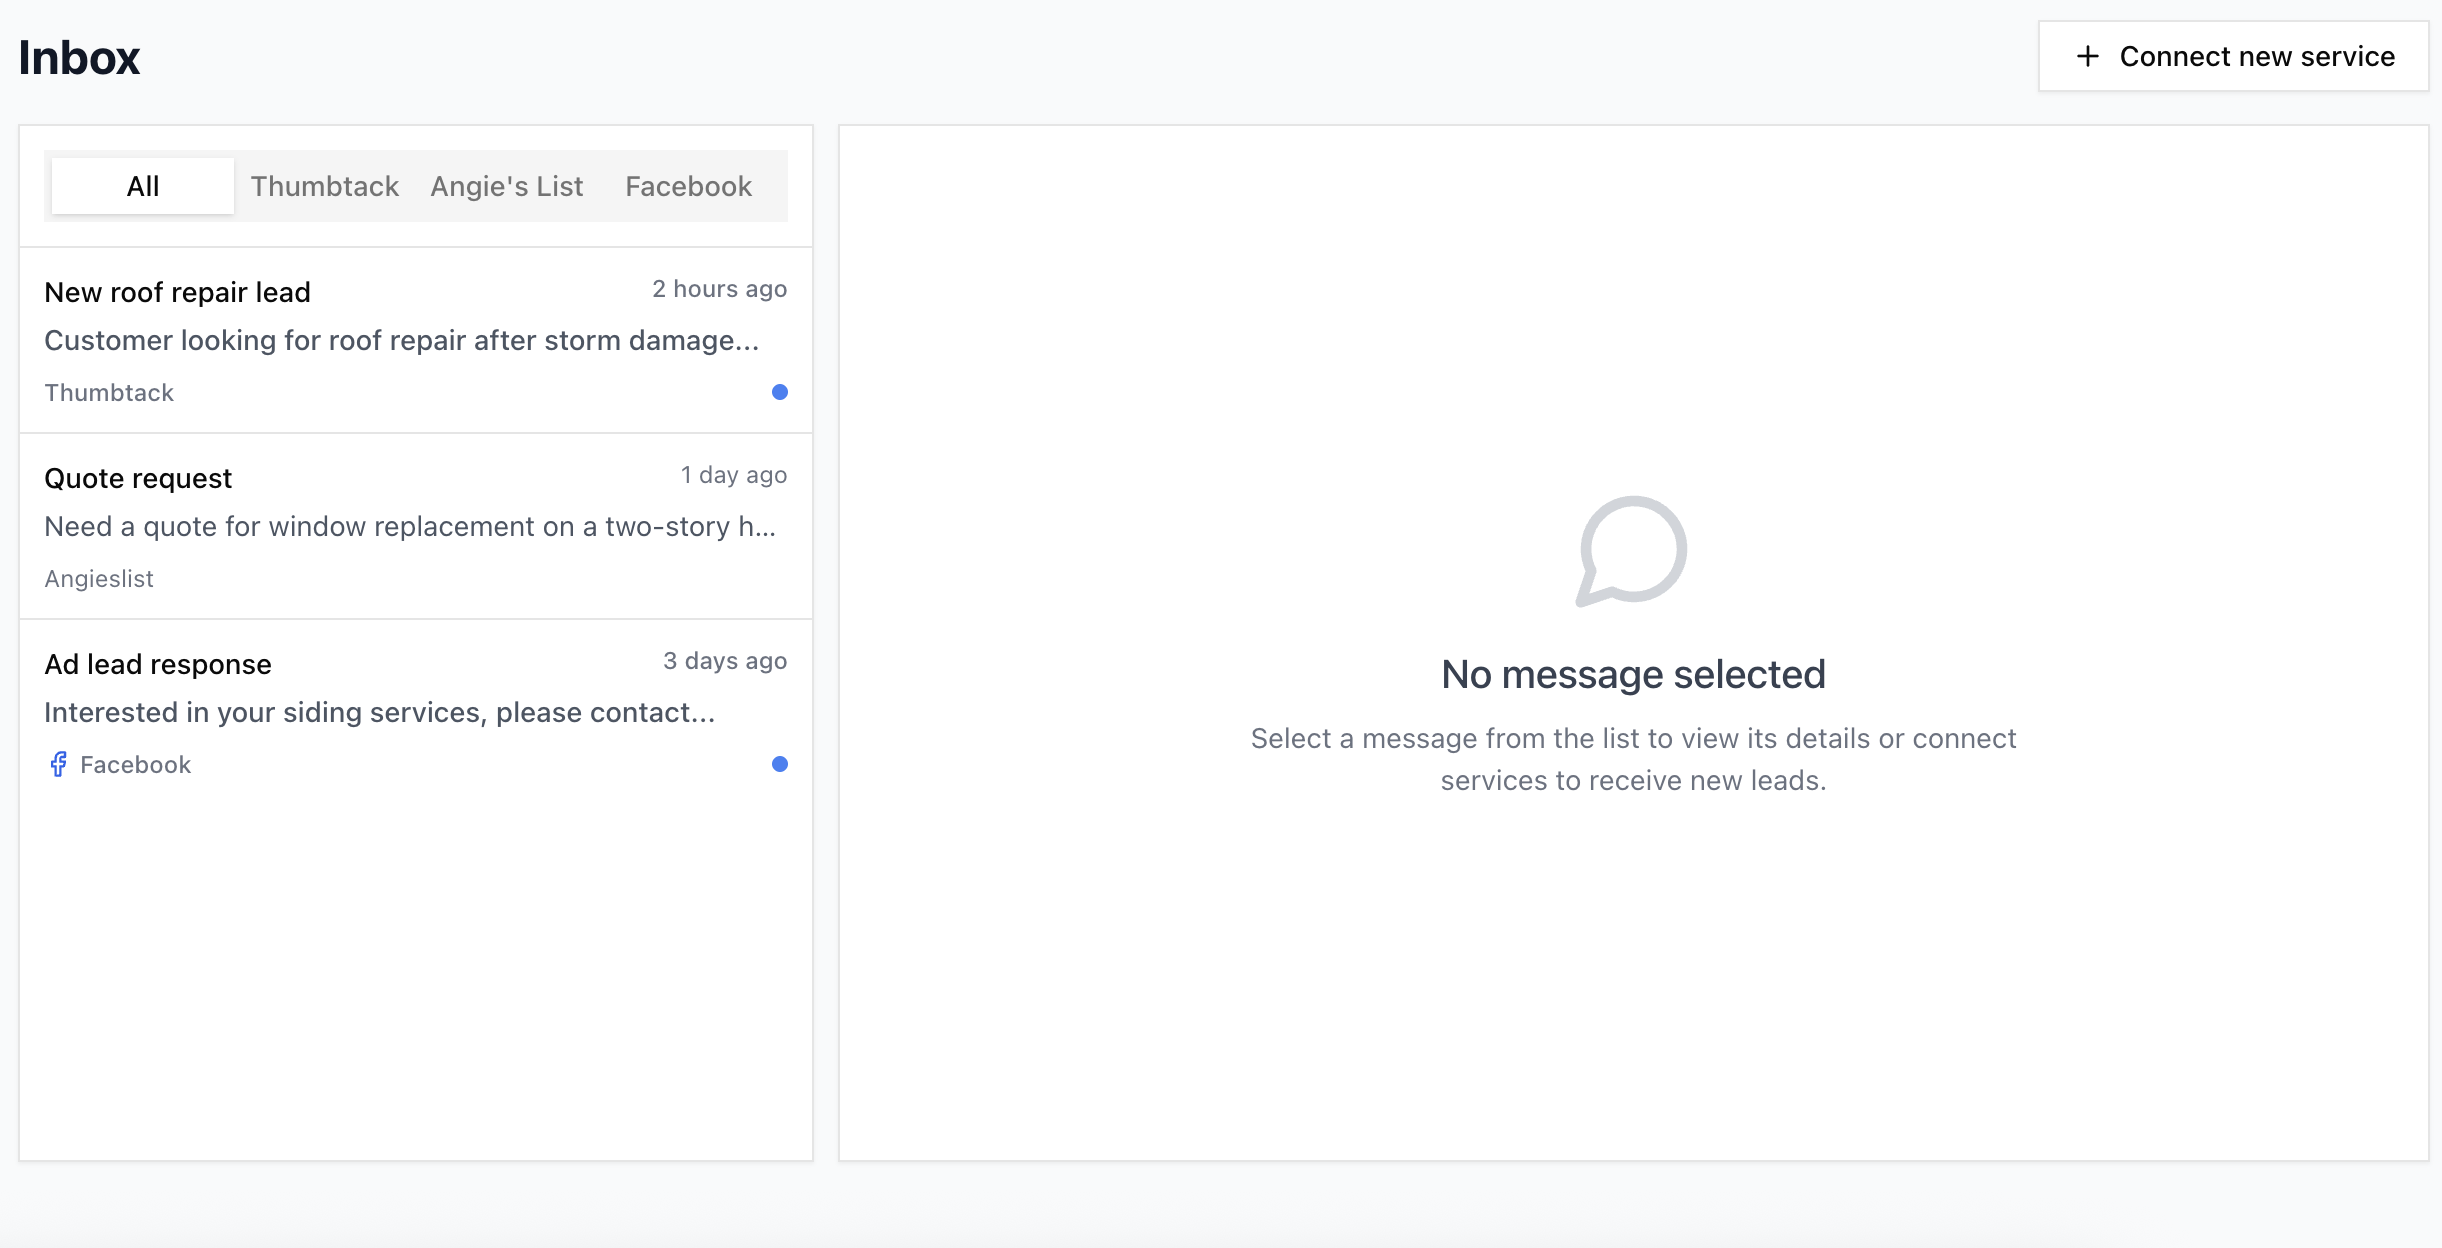 Inbox
+ Connect new service
All
Thumbtack
Angie's List
Facebook
New roof repair lead
2 hours ago
Customer looking for roof repair after storm damage...
Thumbtack
Quote request
1 day ago
Need a quote for window replacement on a two-story h...
Angieslist
Ad lead response
3 days ago
Interested in your siding services, please contact...
Facebook
No message selected
Select a message from the list to view its details or connect
services to receive new leads.